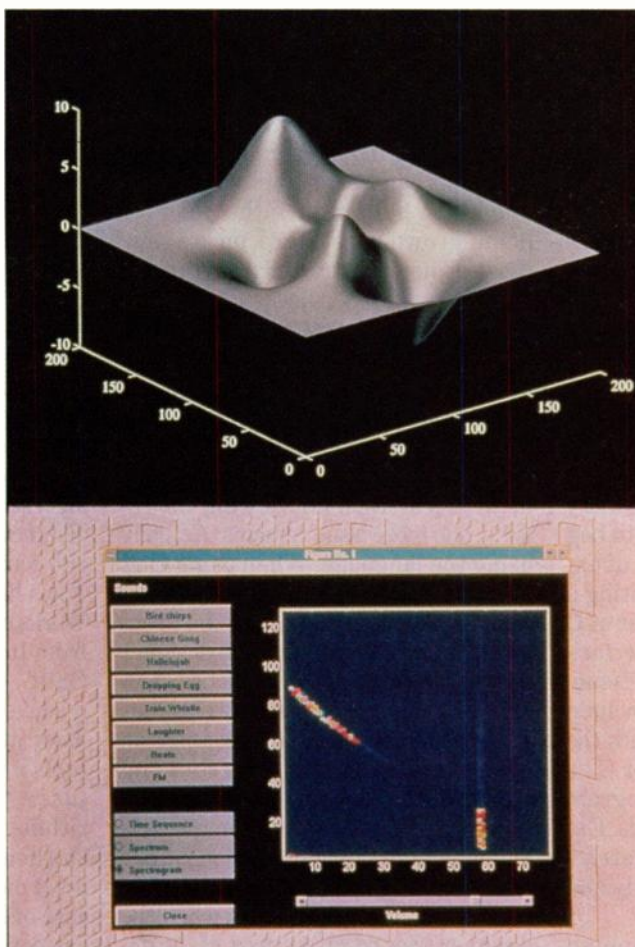 10
5
0
-5
-10
200
150
100
50
0
0
50
100
150
200
Figure No. 1
Sounds
Bird chirps
Chinese Gong
Hallelujah
Dropping Egg
Train Whistle
Laughter
Beats
FM
Time Sequence
Spectrum
Spectrogram
Close
120
100
80
60
40
20
10 20 30 40 50 60 70
Volume